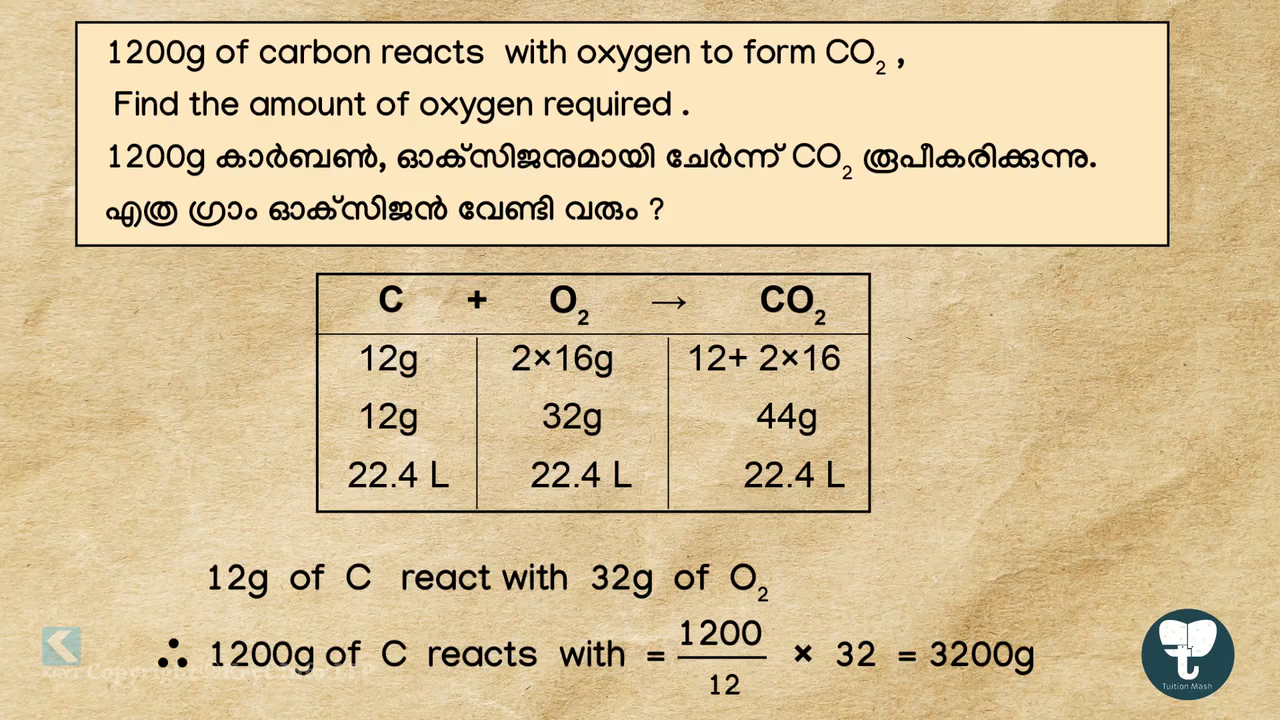 1200g of carbon reacts with oxygen to form CO₂ ,
Find the amount of oxygen required .
1200g കാർബൺ, ഓക്സിജനുമായി ചേർന്ന് CO₂ രൂപീകരിക്കുന്നു.
എത്ര ഗ്രാം ഓക്സിജൻ വേണ്ടി വരും ?
C + O₂ → CO₂
12g 2×16g 12+ 2×16
12g 32g 44g
22.4 L 22.4 L 22.4 L
12g of C react with 32g of O₂
∴ 1200g of C reacts with = 1200/12 × 32 = 3200g
Tuition Mash